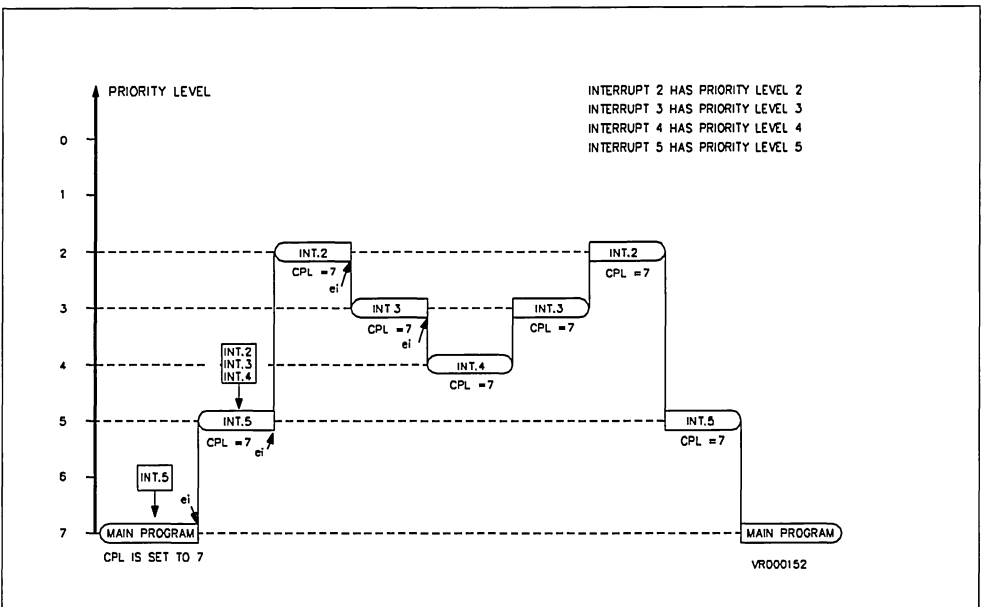 PRIORITY LEVEL
INTERRUPT 2 HAS PRIORITY LEVEL 2
INTERRUPT 3 HAS PRIORITY LEVEL 3
INTERRUPT 4 HAS PRIORITY LEVEL 4
INTERRUPT 5 HAS PRIORITY LEVEL 5
0
1
2
INT.2
INT.2
CPL =7
CPL =7
ei
3
INT 3
INT.3
CPL =7
CPL =7
ei
INT.2
INT.3
INT.4
4
INT.4
CPL =7
5
INT.5
INT.5
CPL =7
CPL =7
ei
6
INT.5
ei
7
MAIN PROGRAM
MAIN PROGRAM
CPL IS SET TO 7
VR000152